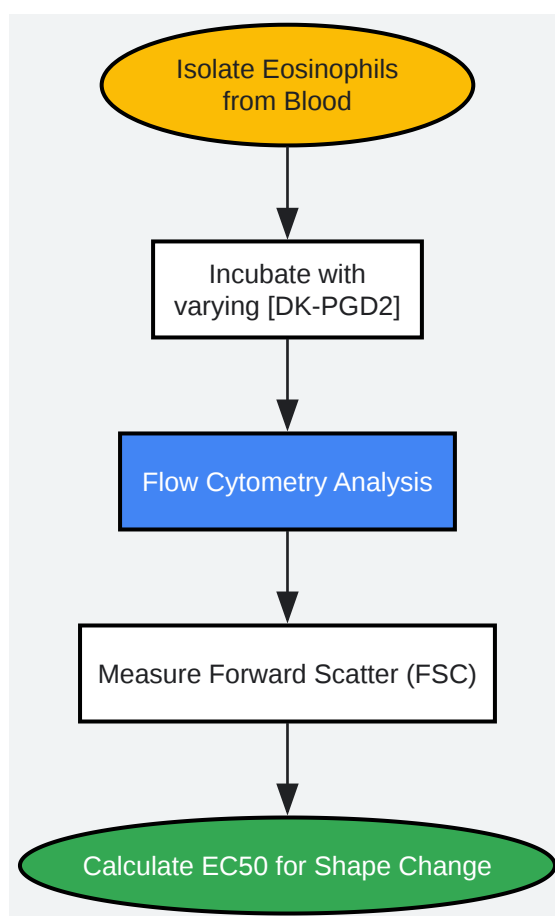 Isolate Eosinophils
from Blood
Incubate with
varying [DK-PGD2]
Flow Cytometry Analysis
Measure Forward Scatter (FSC)
Calculate EC50 for Shape Change